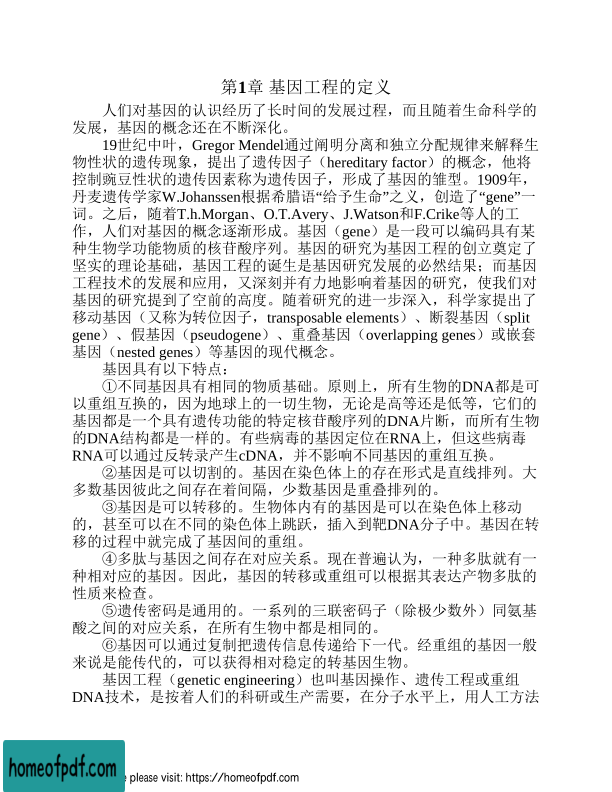 第1章 基因工程的定义
人们对基因的认识经历了长时间的发展过程，而且随着生命科学的
发展，基因的概念还在不断深化。
19世纪中叶，Gregor Mendel通过阐明分离和独立分配规律来解释生
物性状的遗传现象，提出了遗传因子（hereditary factor）的概念，他将
控制豌豆性状的遗传因素称为遗传因子，形成了基因的雏型。1909年，
丹麦遗传学家W.Johanssen根据希腊语“给予生命”之义，创造了“gene”一
词。之后，随着T.h.Morgan、O.T.Avery、J.Watson和F.Crike等人的工
作，人们对基因的概念逐渐形成。基因（gene）是一段可以编码具有某
种生物学功能物质的核苷酸序列。基因的研究为基因工程的创立奠定了
坚实的理论基础，基因工程的诞生是基因研究发展的必然结果；而基因
工程技术的发展和应用，又深刻并有力地影响着基因的研究，使我们对
基因的研究提到了空前的高度。随着研究的进一步深入，科学家提出了
移动基因（又称为转位因子，transposable elements）、断裂基因（split
gene）、假基因（pseudogene）、重叠基因（overlapping genes）或嵌套
基因（nested genes）等基因的现代概念。
基因具有以下特点：
①不同基因具有相同的物质基础。原则上，所有生物的DNA都是可
以重组互换的，因为地球上的一切生物，无论是高等还是低等，它们的
基因都是一个具有遗传功能的特定核苷酸序列的DNA片断，而所有生物
的DNA结构都是一样的。有些病毒的基因定位在RNA上，但这些病毒
RNA可以通过反转录产生cDNA，并不影响不同基因的重组互换。
②基因是可以切割的。基因在染色体上的存在形式是直线排列。大
多数基因彼此之间存在着间隔，少数基因是重叠排列的。
③基因是可以转移的。生物体内有的基因是可以在染色体上移动
的，甚至可以在不同的染色体上跳跃，插入到靶DNA分子中。基因在转
移的过程中就完成了基因间的重组。
④多肽与基因之间存在对应关系。现在普遍认为，一种多肽就有一
种相对应的基因。因此，基因的转移或重组可以根据其表达产物多肽的
性质来检查。
⑤遗传密码是通用的。一系列的三联密码子（除极少数外）同氨基
酸之间的对应关系，在所有生物中都是相同的。
⑥基因可以通过复制把遗传信息传递给下一代。经重组的基因一般
来说是能传代的，可以获得相对稳定的转基因生物。
基因工程（genetic engineering）也叫基因操作、遗传工程或重组
DNA技术，是按着人们的科研或生产需要，在分子水平上，用人工方法
homeofpdf.com
please visit: https://homeofpdf.com